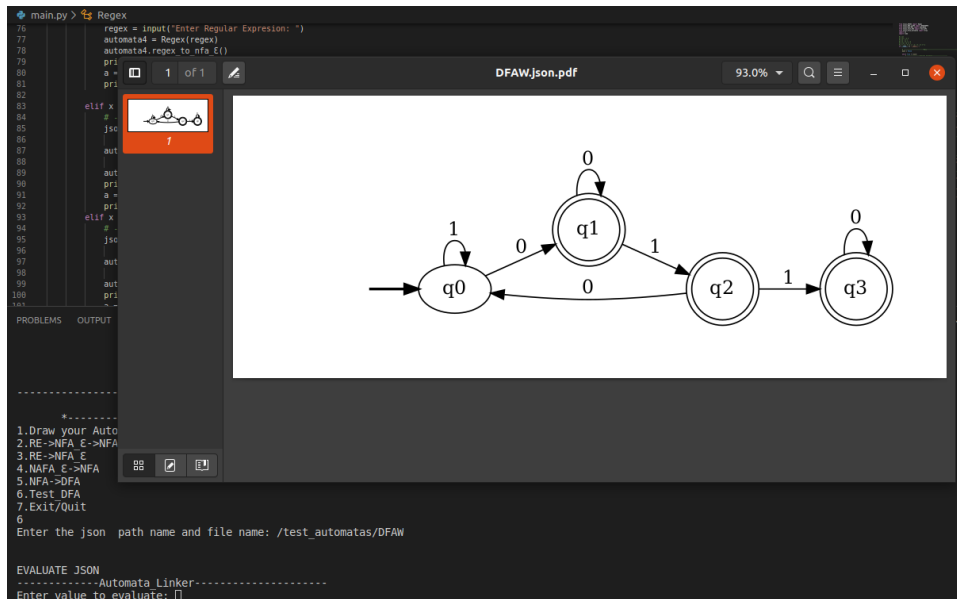 main.py > Regex
76 regex = input("Enter Regular Expresion: ")
77 automata4 = Regex(regex)
78 automata4.regex_to_nfa_Ɛ()
79 pri
80 a =
81 pri
82
83 elif x
84 # -
85 jso
86
87 aut
88
89 aut
90 pri
91 a =
92 pri
93 elif x
94 # -
95 jso
96
97 aut
98
99 aut
100 pri
1 of 1
DFAW.json.pdf
93.0%
1
0
q1
1
0
1
0
q0
0
q2
1
q3
PROBLEMS OUTPUT
--------------------
*--------
1.Draw your Auto
2.RE->NFA_Ɛ->NFA
3.RE->NFA_Ɛ
4.NAFA_Ɛ->NFA
5.NFA->DFA
6.Test_DFA
7.Exit/Quit
6
Enter the json path name and file name: /test_automatas/DFAW
EVALUATE JSON
-------------Automata_Linker---------------------
Enter value to evaluate: